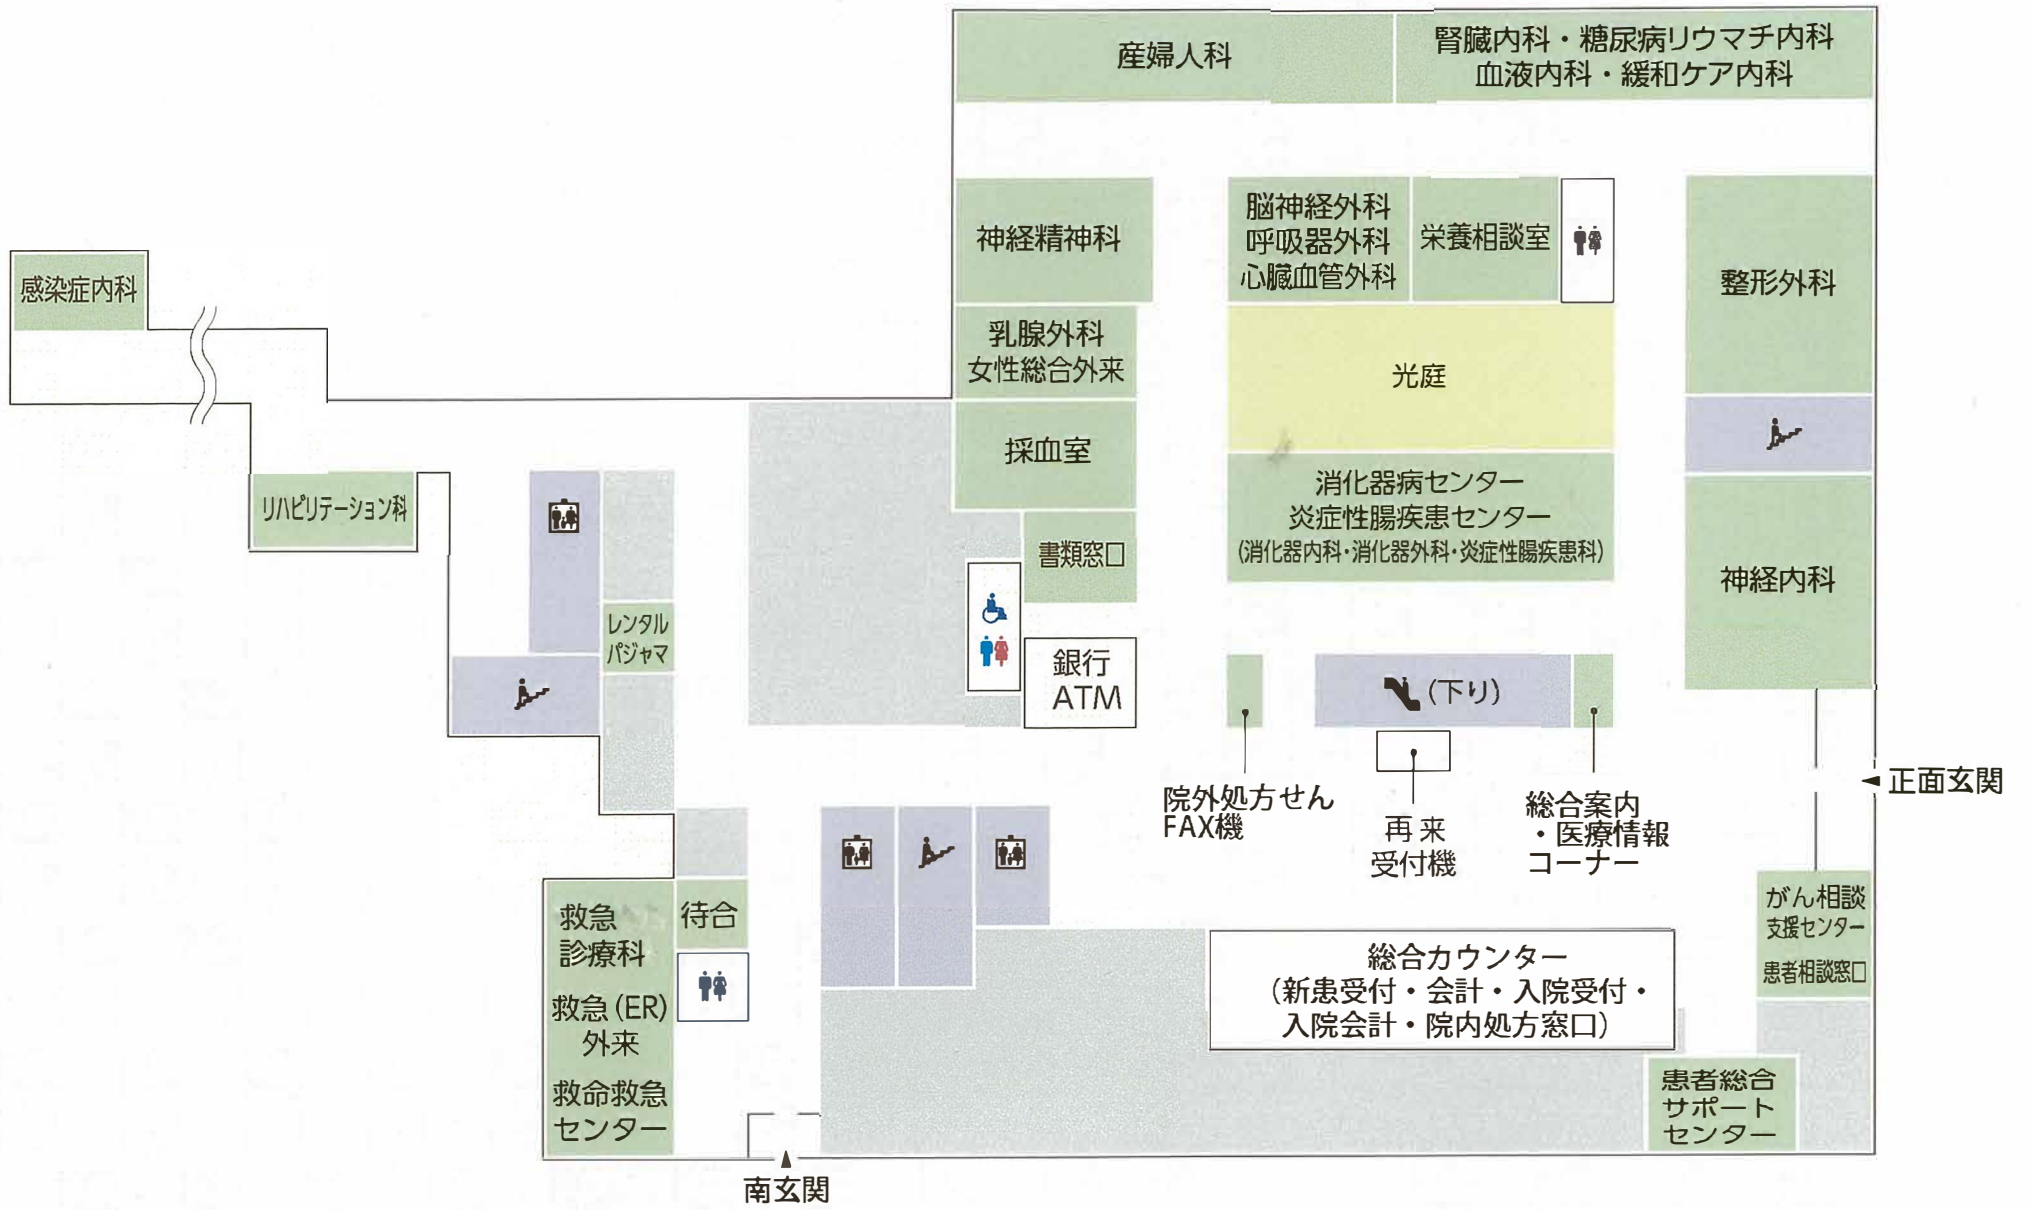 産婦人科
腎臓内科・糖尿病リウマチ内科
血液内科・緩和ケア内科
神経精神科
脳神経外科
呼吸器外科
心臓血管外科
栄養相談室
整形外科
感染症内科
乳腺外科
女性総合外来
光庭
採血室
消化器病センター
炎症性腸疾患センター
(消化器内科・消化器外科・炎症性腸疾患科)
リハビリテーション科
書類窓口
神経内科
レンタル
パジャマ
銀行
ATM
(下り)
正面玄関
院外処方せん
FAX機
再来
受付機
総合案内
・医療情報
コーナー
がん相談
支援センター
患者相談窓口
救急
診療科
待合
救急(ER)
外来
救命救急
センター
総合カウンター
(新患受付・会計・入院受付・
入院会計・院内処方窓口)
患者総合
サポート
センター
南玄関